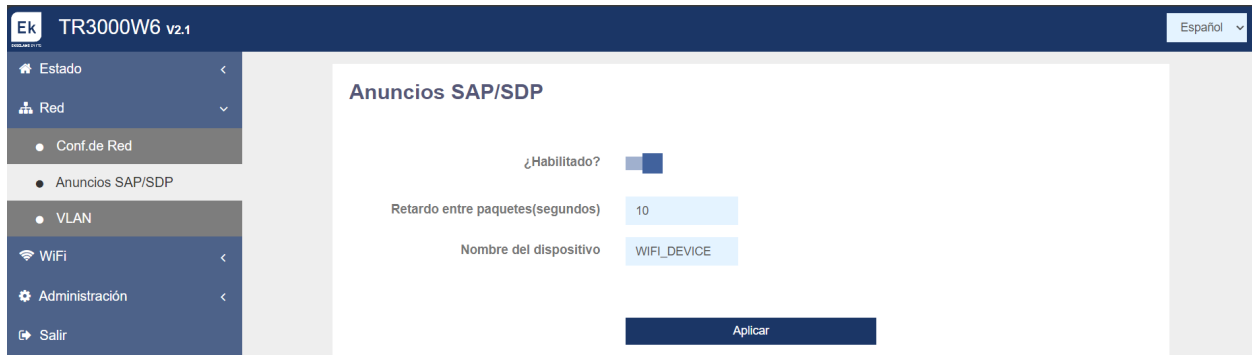 Ek
TR3000W6 V2.1
Español
Estado
Red
Conf.de Red
Anuncios SAP/SDP
VLAN
WiFi
Administración
Salir
Anuncios SAP/SDP
¿Habilitado?
Retardo entre paquetes(segundos) 10
Nombre del dispositivo WIFI_DEVICE
Aplicar